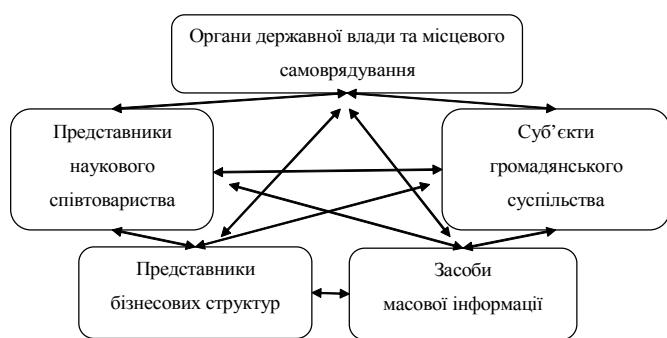 Органи державної влади та місцевого
самоврядування
Представники
наукового
співтовариства
Суб’єкти
громадянського
суспільства
Представники
бізнесових структур
Засоби
масової інформації